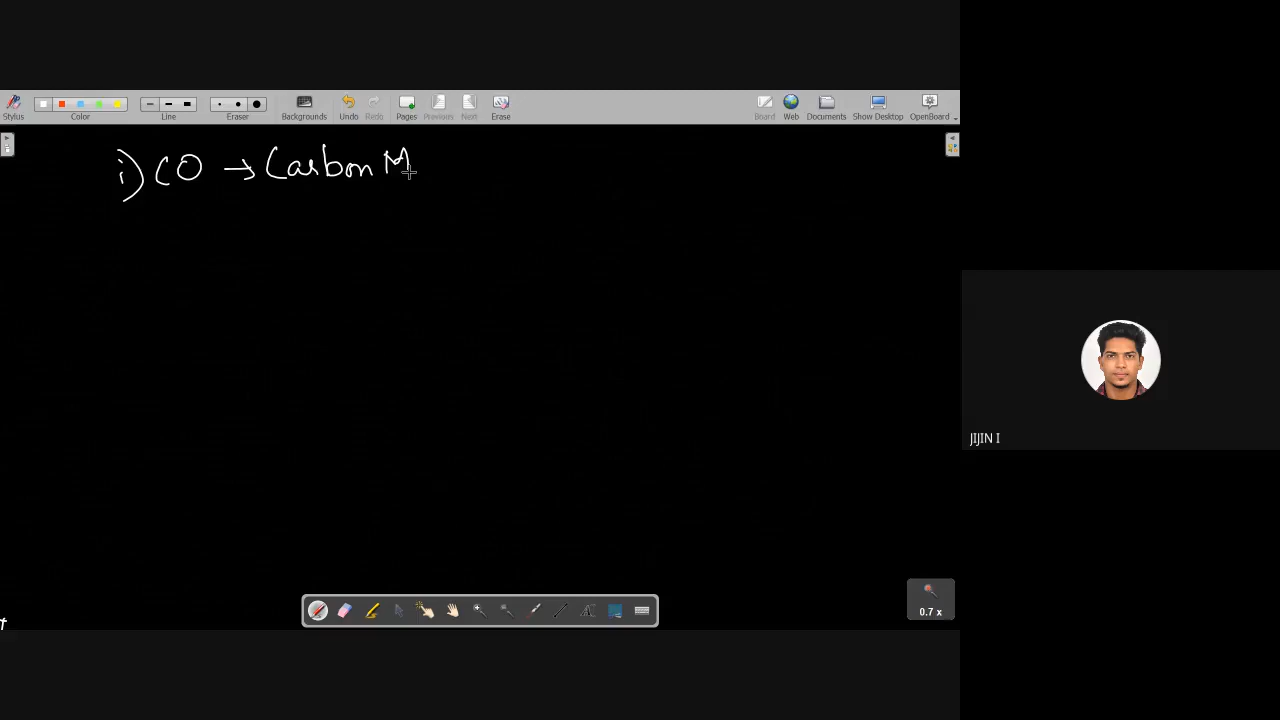 Stylus
Color
Line
Eraser
Backgrounds
Undo
Redo
Pages
Previous
Next
Erase
Board
Web
Documents
Show Desktop
OpenBoard
i) CO → Carbon M
JIJIN I
0.7 x